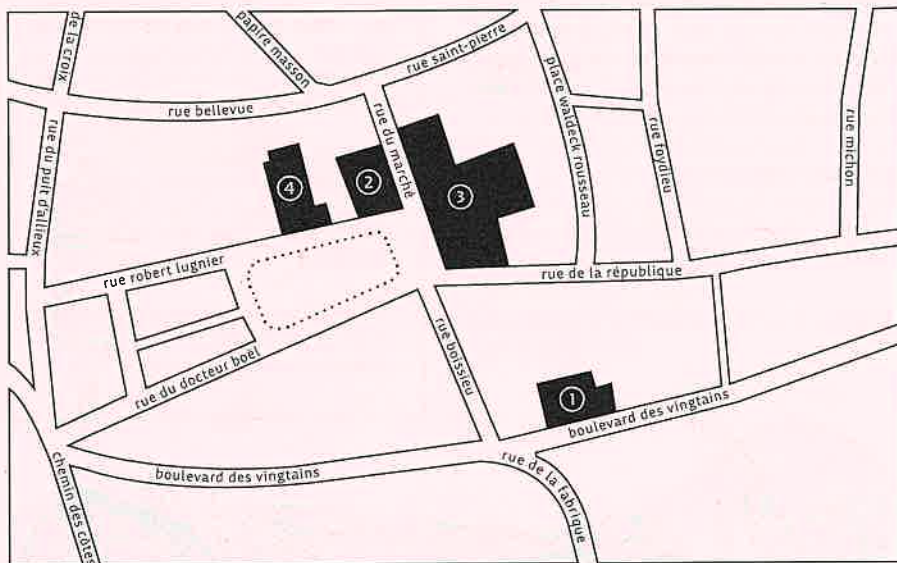 de la croix
papire masson
rue saint-pierre
rue bellevue
rue du puit d'allieux
rue du marché
place waldeck rousseau
rue foydieu
rue michon
4
2
3
rue robert lugnier
rue de la république
rue du docteur boël
rue boissieu
1
boulevard des vingtains
boulevard des vingtains
rue de la fabrique
chemin des côtes